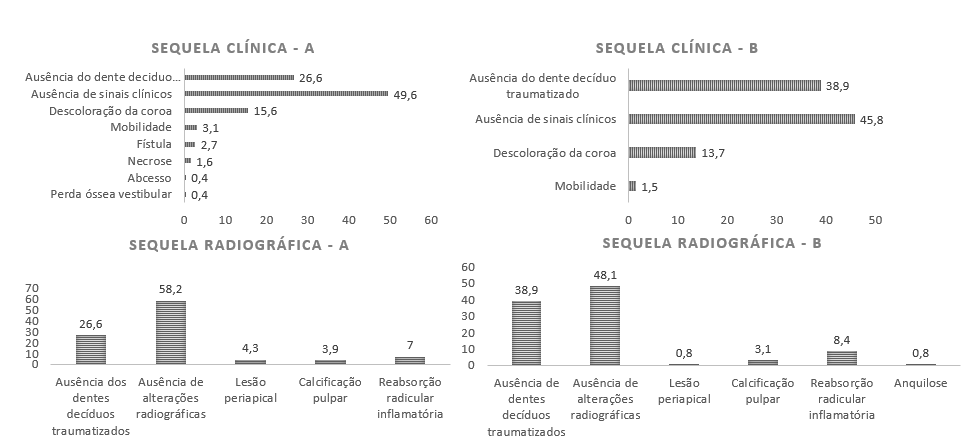 SEQUELA CLÍNICA - A
Ausência do dente deciduo... 26,6
Ausência de sinais clínicos 49,6
Descoloração da coroa 15,6
Mobilidade 3,1
Fístula 2,7
Necrose 1,6
Abcesso 0,4
Perda óssea vestibular 0,4
0 10 20 30 40 50 60
SEQUELA CLÍNICA - B
Ausência do dente decíduo
traumatizado 38,9
Ausência de sinais clínicos 45,8
Descoloração da coroa 13,7
Mobilidade 1,5
0 10 20 30 40 50
SEQUELA RADIOGRÁFICA - A
70
60
50
40
30
20
10
0
26,6 58,2 4,3 3,9 7
Ausência dos Ausência de Lesão Calcificação Reabsorção
dentes alterações periapical pulpar radicular
decíduos radiográficas inflamatória
traumatizados
SEQUELA RADIOGRÁFICA - B
60
50
40
30
20
10
0
38,9 48,1 0,8 3,1 8,4 0,8
Ausência de Ausência de Lesão Calcificação Reabsorção Anquilose
dentes alterações periapical pulpar radicular
decíduos radiográficas inflamatória
traumatizados